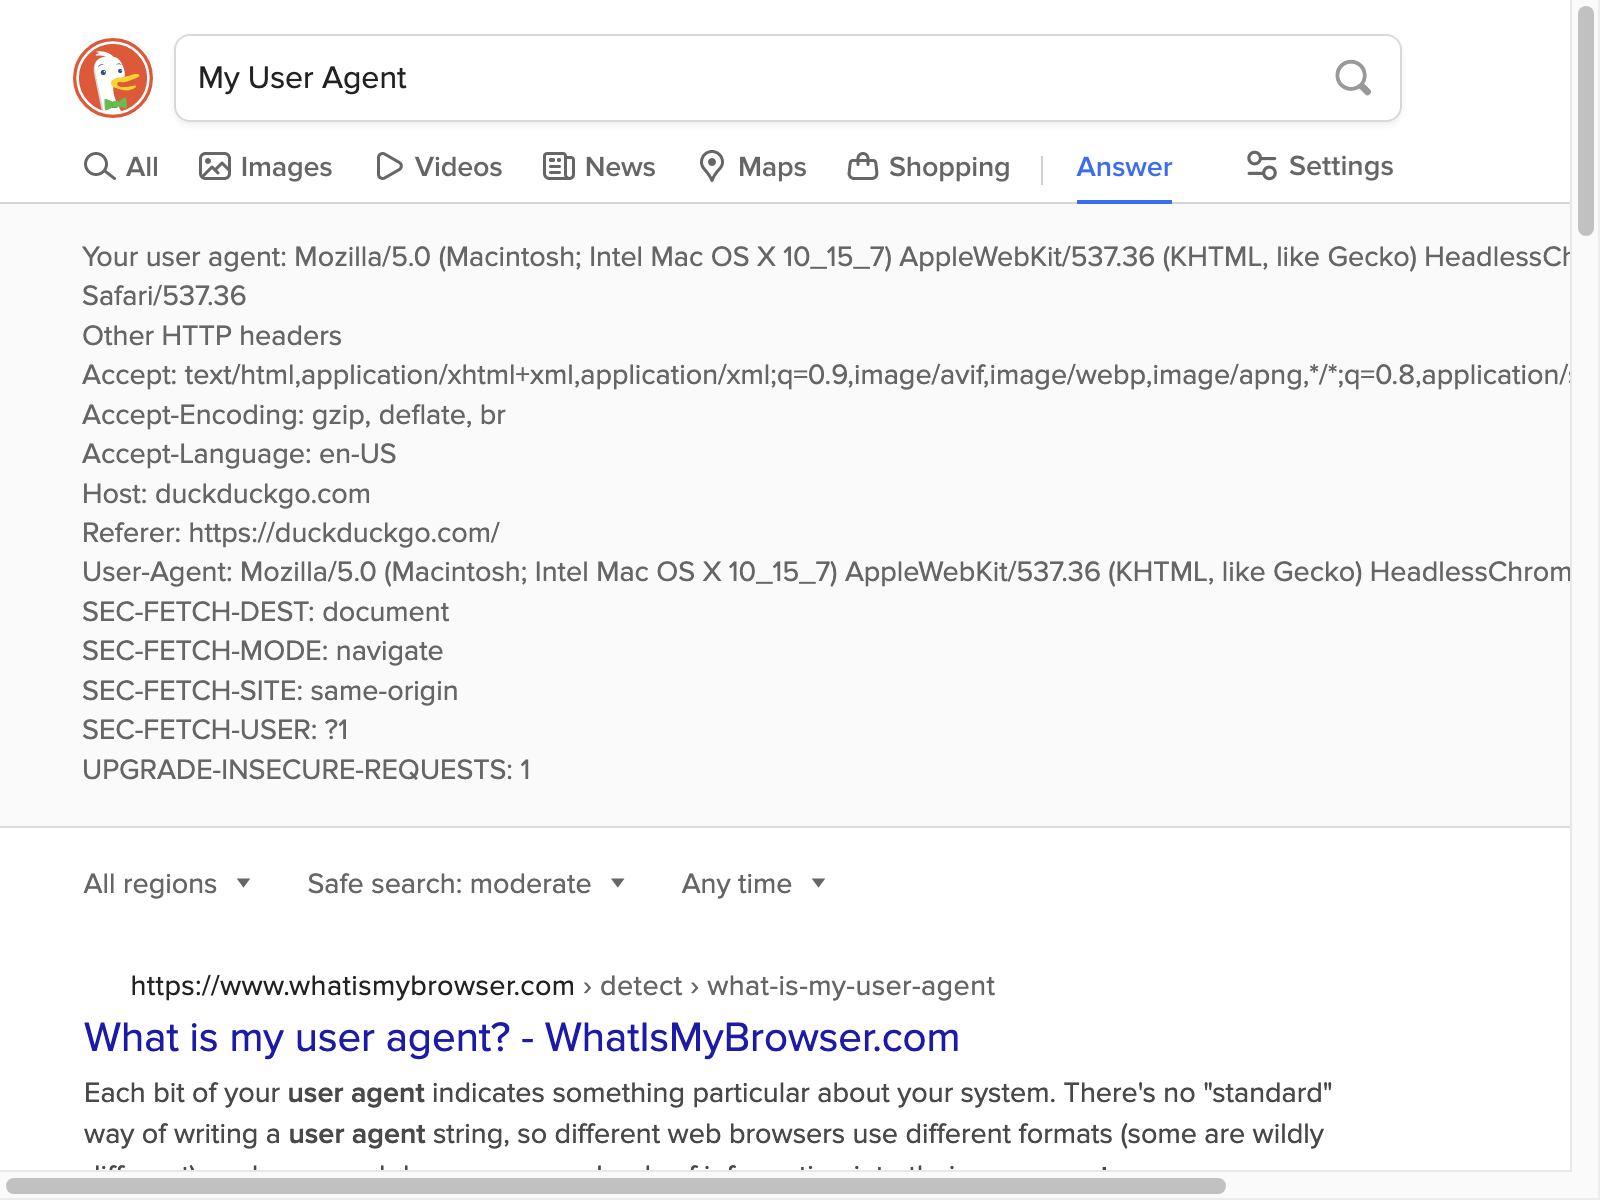 My User Agent
All Images Videos News Maps Shopping Answer Settings
Your user agent: Mozilla/5.0 (Macintosh; Intel Mac OS X 10_15_7) AppleWebKit/537.36 (KHTML, like Gecko)
Safari/537.36
Other HTTP headers
Accept: text/html,application/xhtml+xml,application/xml;q=0.9,image/avif,image/webp,image/apng,*/*;q=0.8,application/
Accept-Encoding: gzip, deflate, br
Accept-Language: en-US
Host: duckduckgo.com
Referer: https://duckduckgo.com/
User-Agent: Mozilla/5.0 (Macintosh; Intel Mac OS X 10_15_7) AppleWebKit/537.36 (KHTML, like Gecko) HeadlessChrom
SEC-FETCH-DEST: document
SEC-FETCH-MODE: navigate
SEC-FETCH-SITE: same-origin
SEC-FETCH-USER: ?1
UPGRADE-INSECURE-REQUESTS: 1
All regions Safe search: moderate Any time
https://www.whatismybrowser.com › detect › what-is-my-user-agent
What is my user agent? - WhatIsMyBrowser.com
Each bit of your user agent indicates something particular about your system. There's no "standard"
way of writing a user agent string, so different web browsers use different formats (some are wildly